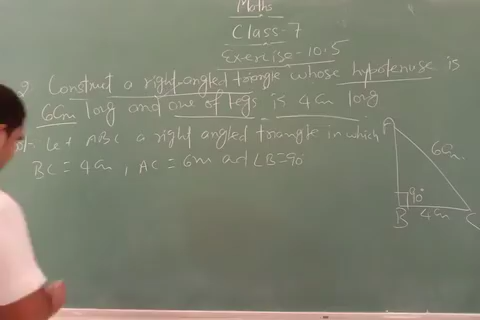 Maths
Class-7
Exercise-10.5
2 Construct a right angled triangle whose hypotenuse is
6Cm long and one of legs is 4cm long
Sol:- Let ABC a right angled triangle in which
BC = 4cm, AC = 6m and ∠B=90°
A
6cm
90°
B 4cm C